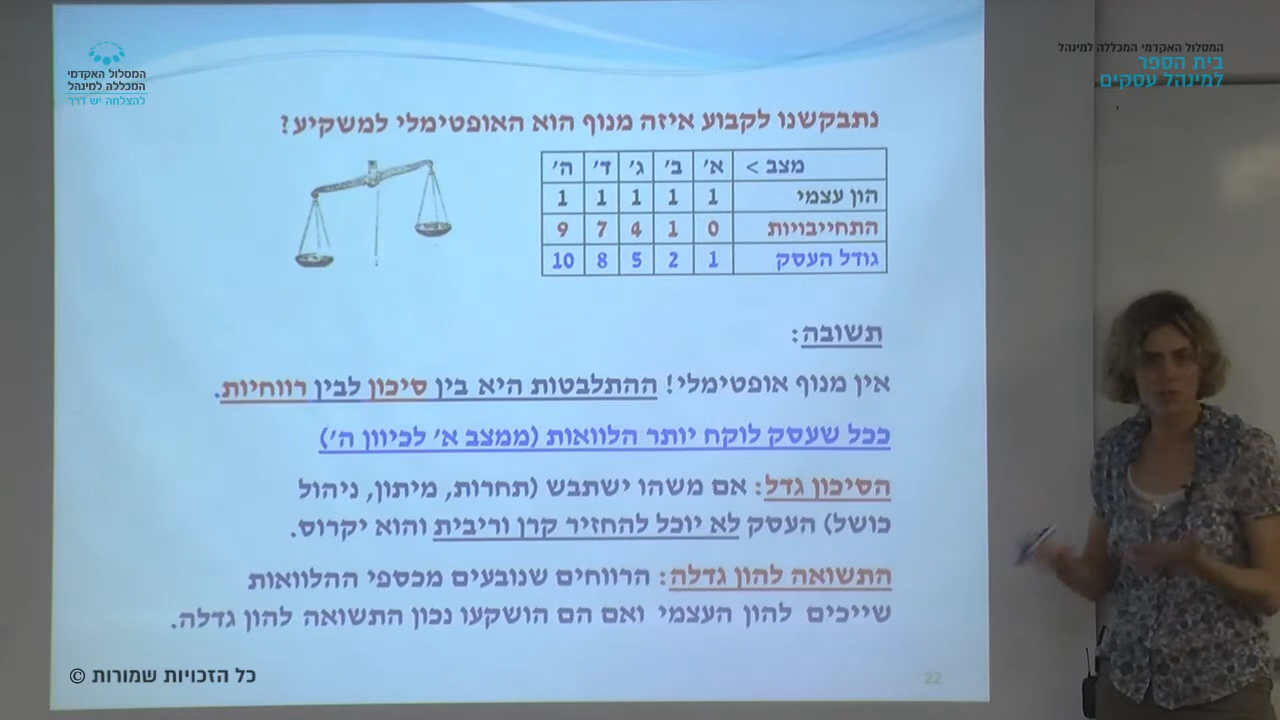 המסלול האקדמי המכללה למינהל
בית הספר
למינהל עסקים
המסלול האקדמי
המכללה למינהל
להצלחה יש דרך
נתבקשנו לקבוע איזה מנוף הוא האופטימלי למשקיע?
מצב > א' ב' ג' ד' ה'
הון עצמי 1 1 1 1 1
התחייבויות 0 1 4 7 9
גודל העסק 1 2 5 8 10
תשובה:
אין מנוף אופטימלי! ההתלבטות היא בין סיכון לבין רווחיות.
ככל שעסק לוקח יותר הלוואות (ממצב א' לכיוון ה')
הסיכון גדל: אם משהו ישתבש (תחרות, מיתון, ניהול
כושל) העסק לא יוכל להחזיר קרן וריבית והוא יקרוס.
התשואה להון גדלה: הרווחים שנובעים מכספי ההלוואות
שייכים להון העצמי ואם הם הושקעו נכון התשואה להון גדלה.
כל הזכויות שמורות ©
22